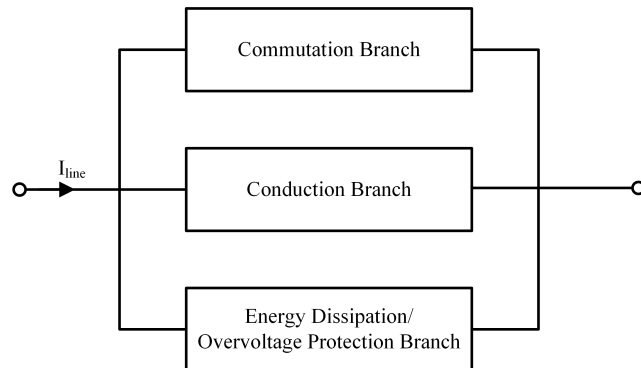 Commutation Branch
I_line
Conduction Branch
Energy Dissipation/
Overvoltage Protection Branch